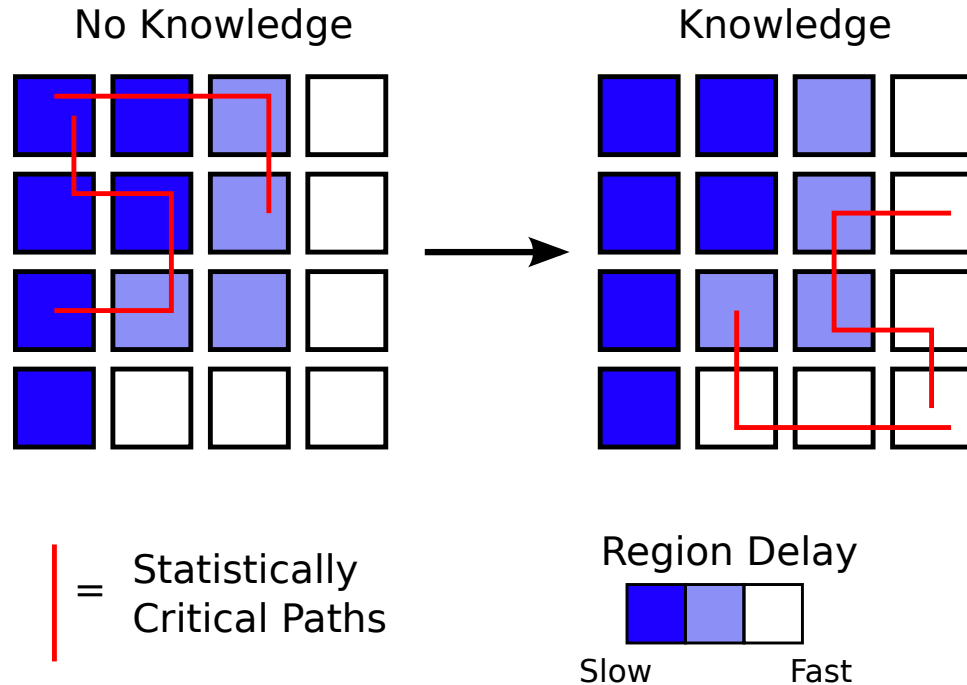 No Knowledge
Knowledge
= Statistically
Critical Paths
Region Delay
Slow
Fast